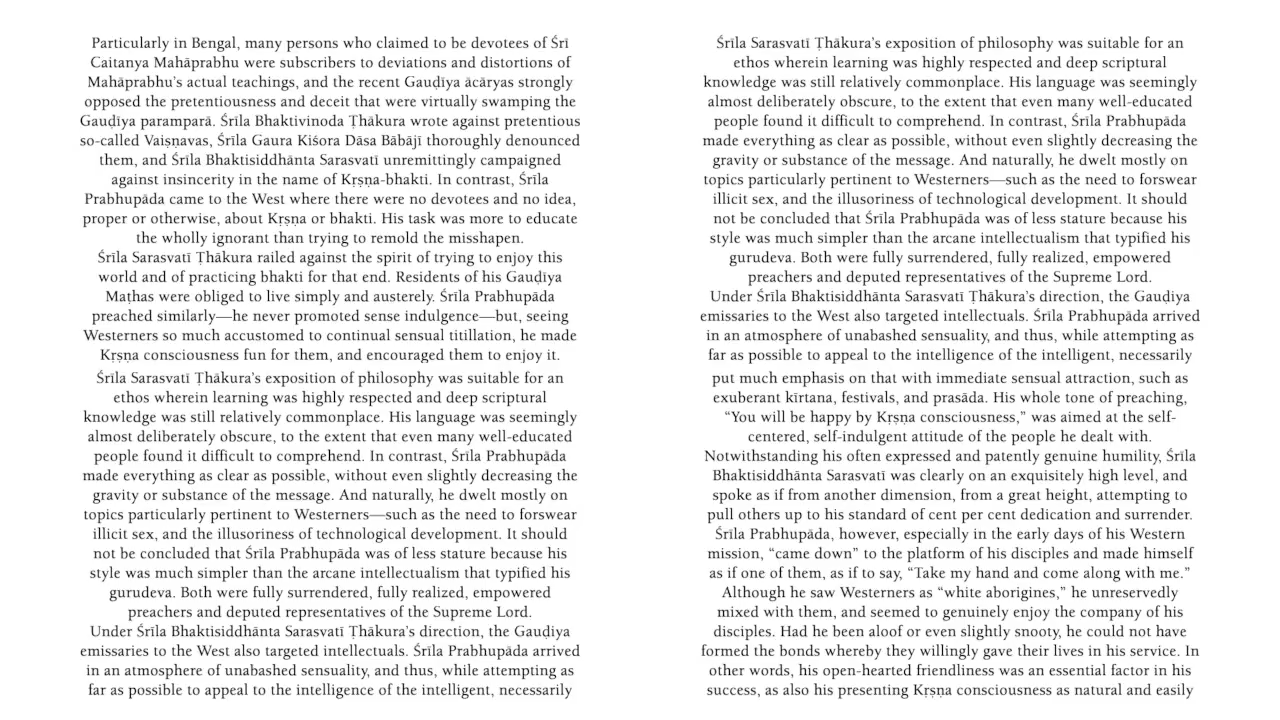 Particularly in Bengal, many persons who claimed to be devotees of Śrī
Caitanya Mahāprabhu were subscribers to deviations and distortions of
Mahāprabhu's actual teachings, and the recent Gauḍīya ācāryas strongly
opposed the pretentiousness and deceit that were virtually swamping the
Gauḍīya paramparā. Śrīla Bhaktivinoda Ṭhākura wrote against pretentious
so-called Vaiṣṇavas, Śrīla Gaura Kiśora Dāsa Bābājī thoroughly denounced
them, and Śrīla Bhaktisiddhānta Sarasvatī unremittingly campaigned
against insincerity in the name of Kṛṣṇa-bhakti. In contrast, Śrīla
Prabhupāda came to the West where there were no devotees and no idea,
proper or otherwise, about Kṛṣṇa or bhakti. His task was more to educate
the wholly ignorant than trying to remold the misshapen.
Śrīla Sarasvatī Ṭhākura railed against the spirit of trying to enjoy this
world and of practicing bhakti for that end. Residents of his Gauḍīya
Maṭhas were obliged to live simply and austerely. Śrīla Prabhupāda
preached similarly—he never promoted sense indulgence—but, seeing
Westerners so much accustomed to continual sensual titillation, he made
Kṛṣṇa consciousness fun for them, and encouraged them to enjoy it.
Śrīla Sarasvatī Ṭhākura's exposition of philosophy was suitable for an
ethos wherein learning was highly respected and deep scriptural
knowledge was still relatively commonplace. His language was seemingly
almost deliberately obscure, to the extent that even many well-educated
people found it difficult to comprehend. In contrast, Śrīla Prabhupāda
made everything as clear as possible, without even slightly decreasing the
gravity or substance of the message. And naturally, he dwelt mostly on
topics particularly pertinent to Westerners—such as the need to forswear
illicit sex, and the illusoriness of technological development. It should
not be concluded that Śrīla Prabhupāda was of less stature because his
style was much simpler than the arcane intellectualism that typified his
gurudeva. Both were fully surrendered, fully realized, empowered
preachers and deputed representatives of the Supreme Lord.
Under Śrīla Bhaktisiddhānta Sarasvatī Ṭhākura's direction, the Gauḍīya
emissaries to the West also targeted intellectuals. Śrīla Prabhupāda arrived
in an atmosphere of unabashed sensuality, and thus, while attempting as
far as possible to appeal to the intelligence of the intelligent, necessarily
Śrīla Sarasvatī Ṭhākura's exposition of philosophy was suitable for an
ethos wherein learning was highly respected and deep scriptural
knowledge was still relatively commonplace. His language was seemingly
almost deliberately obscure, to the extent that even many well-educated
people found it difficult to comprehend. In contrast, Śrīla Prabhupāda
made everything as clear as possible, without even slightly decreasing the
gravity or substance of the message. And naturally, he dwelt mostly on
topics particularly pertinent to Westerners—such as the need to forswear
illicit sex, and the illusoriness of technological development. It should
not be concluded that Śrīla Prabhupāda was of less stature because his
style was much simpler than the arcane intellectualism that typified his
gurudeva. Both were fully surrendered, fully realized, empowered
preachers and deputed representatives of the Supreme Lord.
Under Śrīla Bhaktisiddhānta Sarasvatī Ṭhākura's direction, the Gauḍīya
emissaries to the West also targeted intellectuals. Śrīla Prabhupāda arrived
in an atmosphere of unabashed sensuality, and thus, while attempting as
far as possible to appeal to the intelligence of the intelligent, necessarily
put much emphasis on that with immediate sensual attraction, such as
exuberant kīrtana, festivals, and prasāda. His whole tone of preaching,
“You will be happy by Kṛṣṇa consciousness,” was aimed at the self-
centered, self-indulgent attitude of the people he dealt with.
Notwithstanding his often expressed and patently genuine humility, Śrīla
Bhaktisiddhānta Sarasvatī was clearly on an exquisitely high level, and
spoke as if from another dimension, from a great height, attempting to
pull others up to his standard of cent per cent dedication and surrender.
Śrīla Prabhupāda, however, especially in the early days of his Western
mission, “came down” to the platform of his disciples and made himself
as if one of them, as if to say, “Take my hand and come along with me.”
Although he saw Westerners as “white aborigines,” he unreservedly
mixed with them, and seemed to genuinely enjoy the company of his
disciples. Had he been aloof or even slightly snooty, he could not have
formed the bonds whereby they willingly gave their lives in his service. In
other words, his open-hearted friendliness was an essential factor in his
success, as also his presenting Kṛṣṇa consciousness as natural and easily